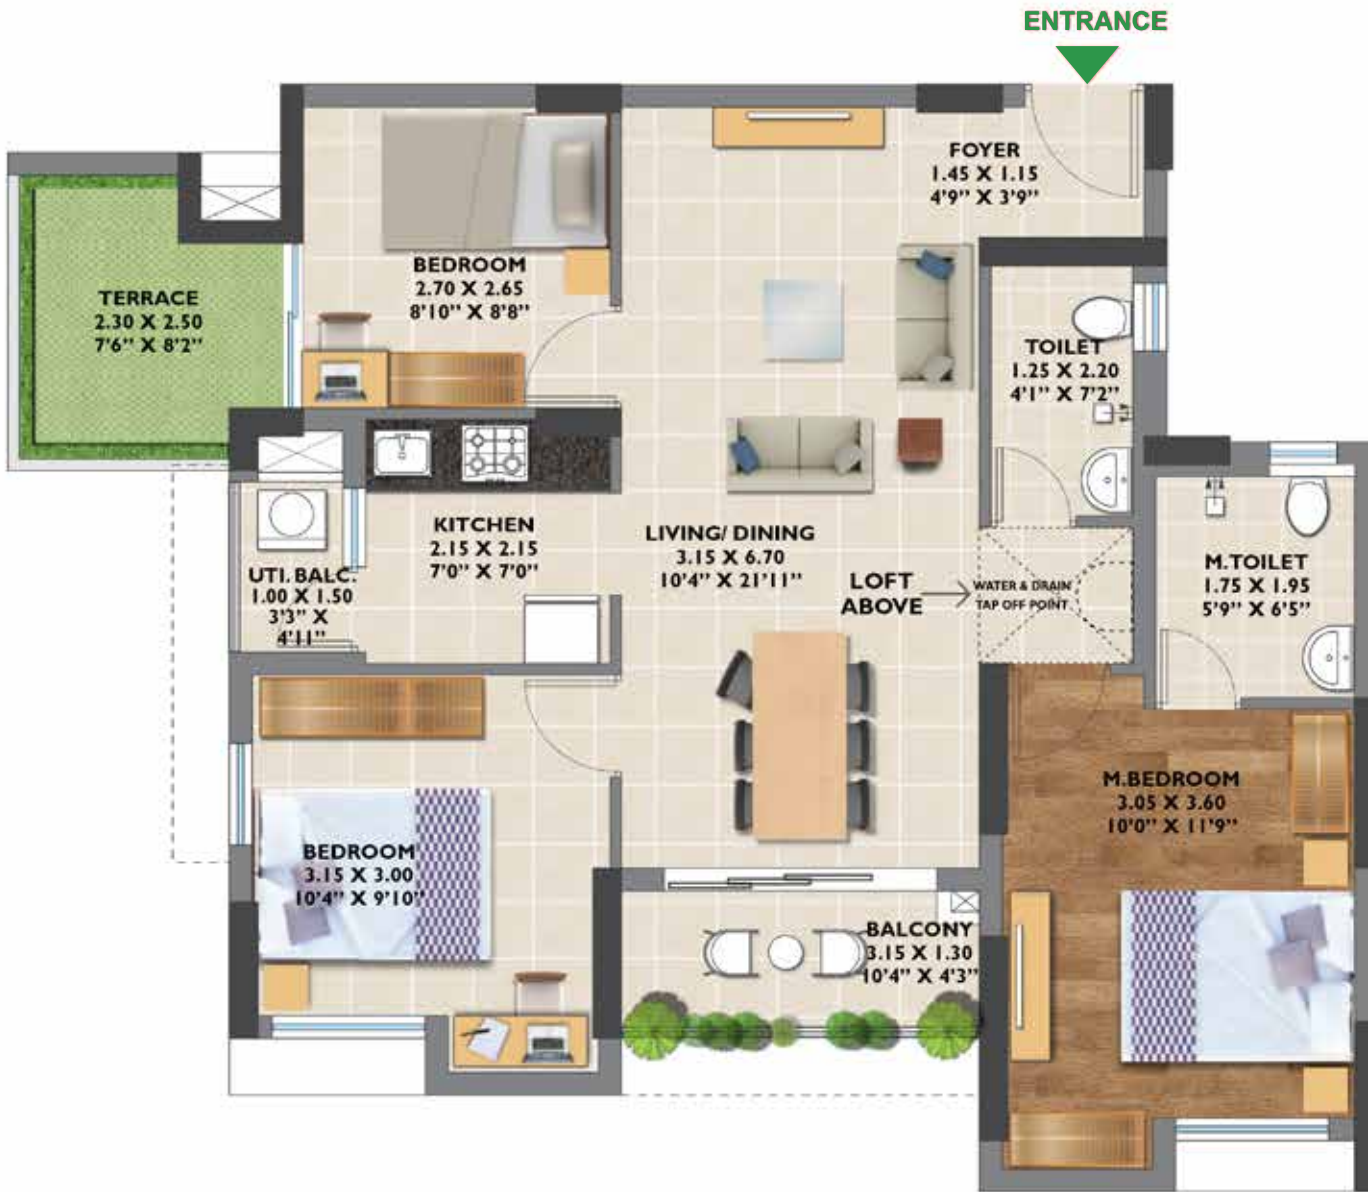 ENTRANCE
FOYER
1.45 X 1.15
4'9" X 3'9"
BEDROOM
2.70 X 2.65
8'10" X 8'8"
TERRACE
2.30 X 2.50
7'6" X 8'2"
TOILET
1.25 X 2.20
4'1" X 7'2"
KITCHEN
2.15 X 2.15
7'0" X 7'0"
LIVING/ DINING
3.15 X 6.70
10'4" X 21'11"
UTI. BALC.
1.00 X 1.50
3'3" X
4'11"
LOFT
ABOVE
WATER & DRAIN
TAP OFF POINT
M.TOILET
1.75 X 1.95
5'9" X 6'5"
M.BEDROOM
3.05 X 3.60
10'0" X 11'9"
BEDROOM
3.15 X 3.00
10'4" X 9'10"
BALCONY
3.15 X 1.30
10'4" X 4'3"